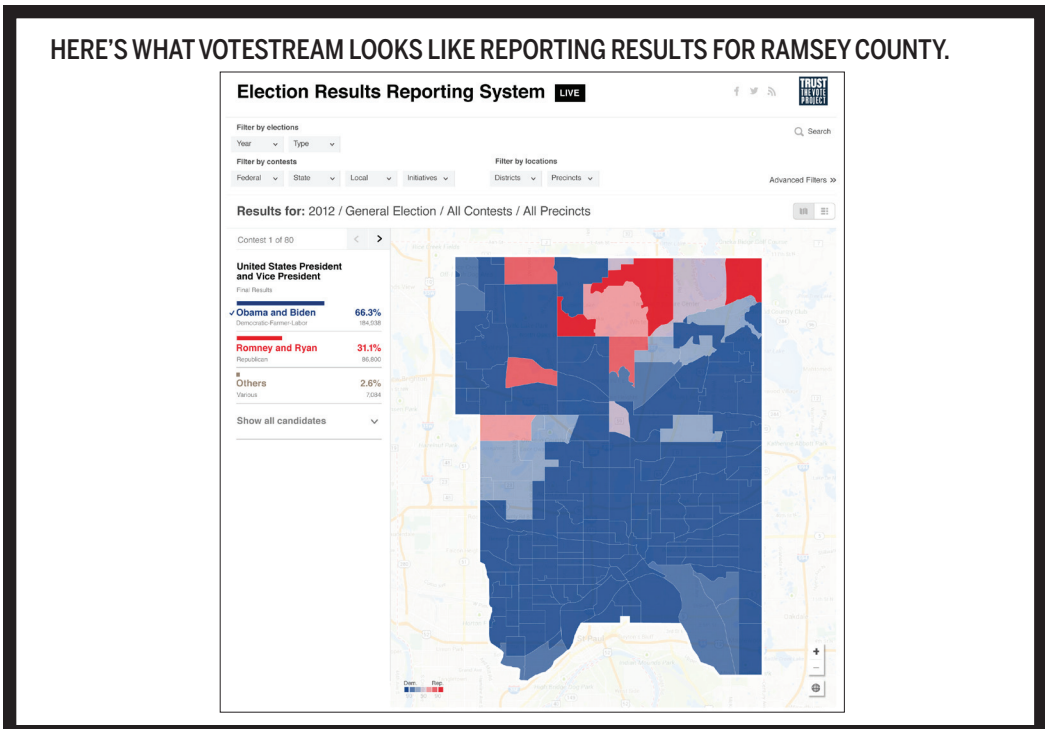 HERE'S WHAT VOTESTREAM LOOKS LIKE REPORTING RESULTS FOR RAMSEY COUNTY.
Election Results Reporting System LIVE
TRUST
THE VOTE
PROJECT
Filter by elections
Search
Year Type
Filter by contests Filter by locations
Federal State Local Initiatives Districts Precincts Advanced Filters »
Results for: 2012 / General Election / All Contests / All Precincts
Contest 1 of 80
United States President
and Vice President
Final Results
Obama and Biden 66.3%
Democratic-Farmer-Labor 184,938
Romney and Ryan 31.1%
Republican 86,800
Others 2.6%
Various 7,094
Show all candidates
Dem. Rep.